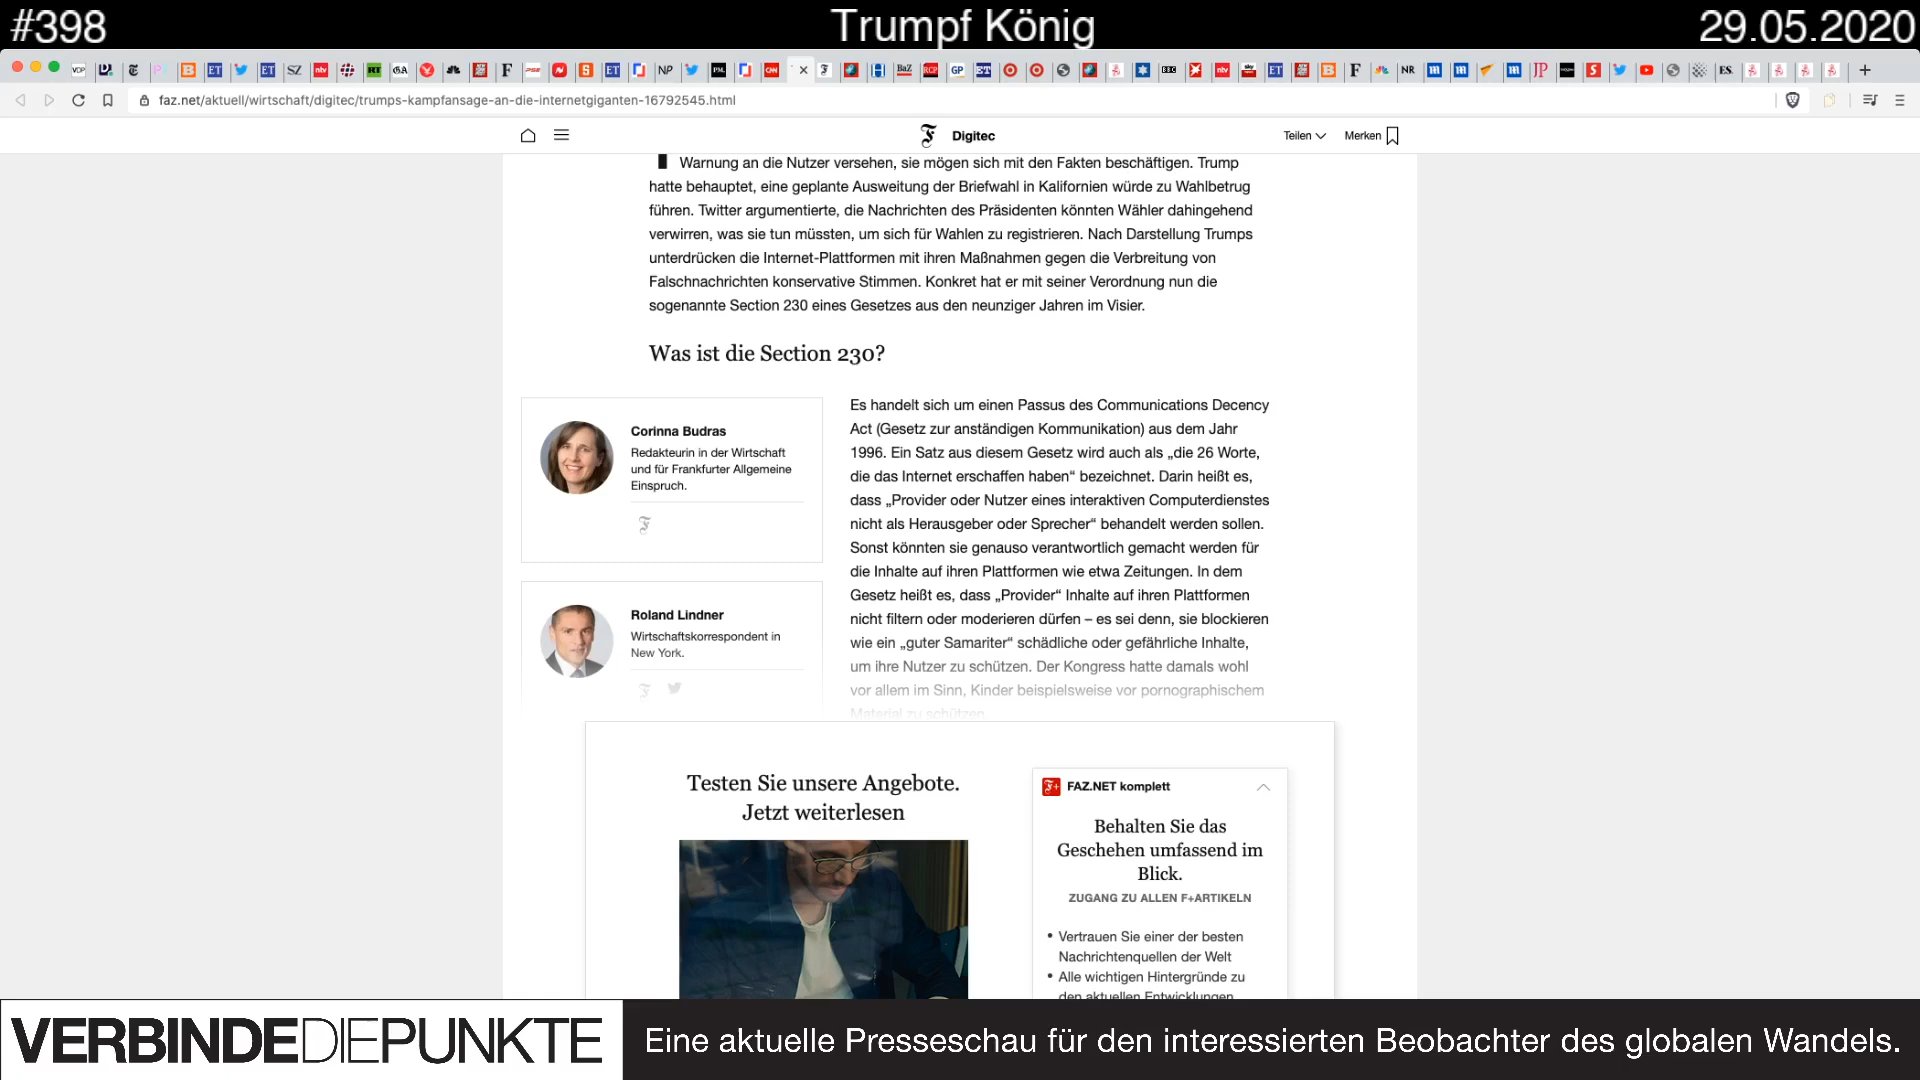 #398
Trumpf König
29.05.2020
faz.net/aktuell/wirtschaft/digitec/trumps-kampfansage-an-die-internetgiganten-16792545.html
Digitec
Teilen
Merken
Warnung an die Nutzer versehen, sie mögen sich mit den Fakten beschäftigen. Trump
hatte behauptet, eine geplante Ausweitung der Briefwahl in Kalifornien würde zu Wahlbetrug
führen. Twitter argumentierte, die Nachrichten des Präsidenten könnten Wähler dahingehend
verwirren, was sie tun müssten, um sich für Wahlen zu registrieren. Nach Darstellung Trumps
unterdrücken die Internet-Plattformen mit ihren Maßnahmen gegen die Verbreitung von
Falschnachrichten konservative Stimmen. Konkret hat er mit seiner Verordnung nun die
sogenannte Section 230 eines Gesetzes aus den neunziger Jahren im Visier.
Was ist die Section 230?
Corinna Budras
Redakteurin in der Wirtschaft
und für Frankfurter Allgemeine
Einspruch.
Roland Lindner
Wirtschaftskorrespondent in
New York.
Es handelt sich um einen Passus des Communications Decency
Act (Gesetz zur anständigen Kommunikation) aus dem Jahr
1996. Ein Satz aus diesem Gesetz wird auch als „die 26 Worte,
die das Internet erschaffen haben“ bezeichnet. Darin heißt es,
dass „Provider oder Nutzer eines interaktiven Computerdienstes
nicht als Herausgeber oder Sprecher“ behandelt werden sollen.
Sonst könnten sie genauso verantwortlich gemacht werden für
die Inhalte auf ihren Plattformen wie etwa Zeitungen. In dem
Gesetz heißt es, dass „Provider“ Inhalte auf ihren Plattformen
nicht filtern oder moderieren dürfen – es sei denn, sie blockieren
wie ein „guter Samariter“ schädliche oder gefährliche Inhalte,
um ihre Nutzer zu schützen. Der Kongress hatte damals wohl
vor allem im Sinn, Kinder beispielsweise vor pornographischem
Material zu schützen.
Testen Sie unsere Angebote.
Jetzt weiterlesen
FAZ.NET komplett
Behalten Sie das
Geschehen umfassend im
Blick.
ZUGANG ZU ALLEN F+ARTIKELN
• Vertrauen Sie einer der besten
Nachrichtenquellen der Welt
• Alle wichtigen Hintergründe zu
den aktuellen Entwicklungen
VERBINDEDIEPUNKTE
Eine aktuelle Presseschau für den interessierten Beobachter des globalen Wandels.